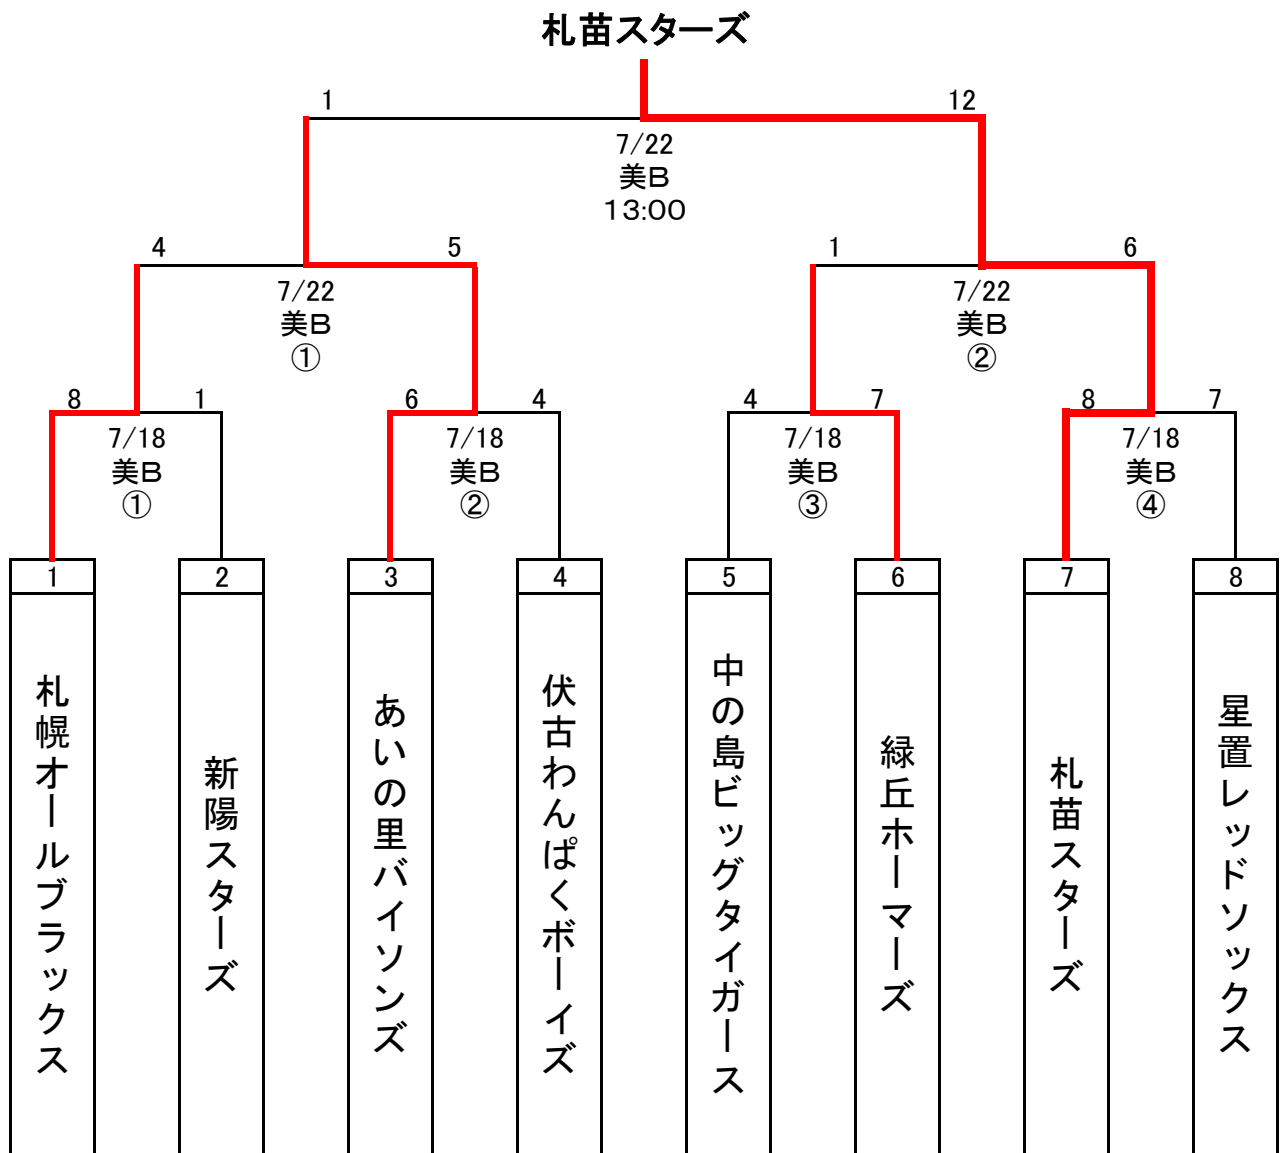 札苗スターズ
1
12
7/22
美B
13:00
4
5
1
6
7/22
美B
①
7/22
美B
②
8
1
6
4
4
7
8
7
7/18
美B
①
7/18
美B
②
7/18
美B
③
7/18
美B
④
1
2
3
4
5
6
7
8
札幌オールブラックス
新陽スターズ
あいの里バイソンズ
伏古わんぱくボーイズ
中の島ビッグタイガース
緑丘ホーマーズ
札苗スターズ
星置レッドソックス